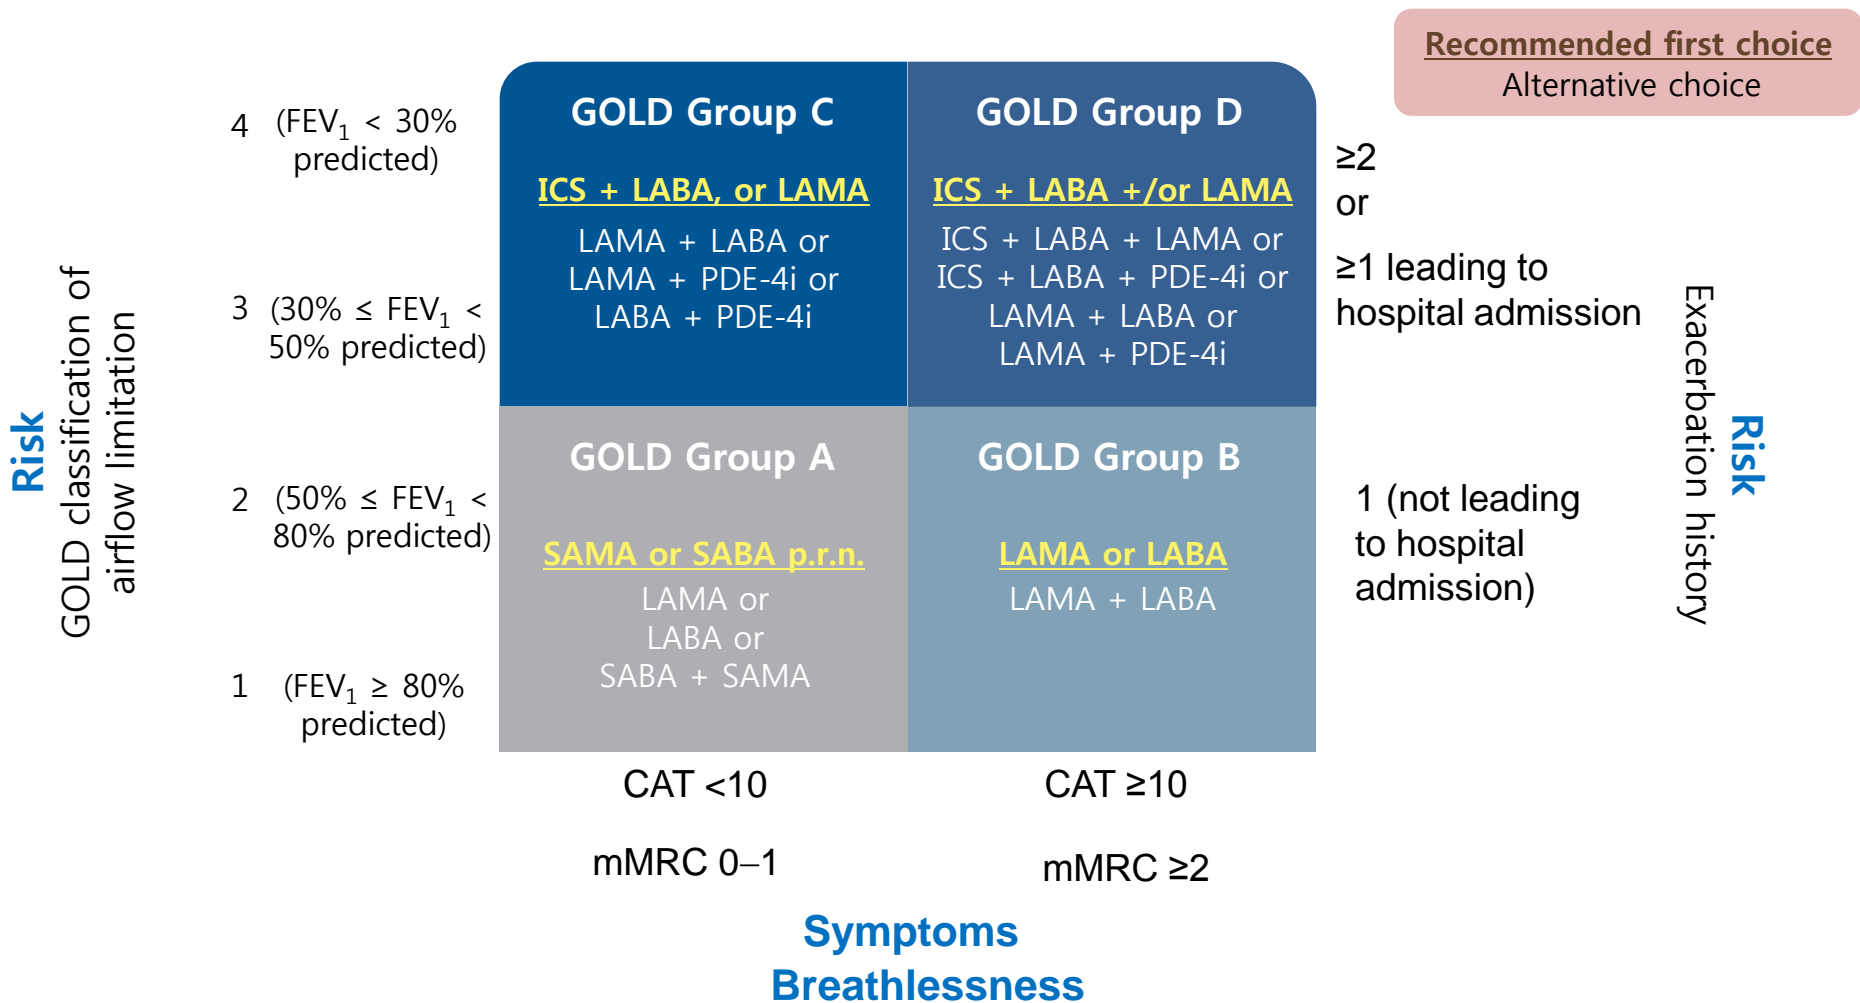 Recommended first choice
Alternative choice
Risk
GOLD classification of
airflow limitation
4 (FEV₁ < 30%
predicted)
3 (30% ≤ FEV₁ <
50% predicted)
2 (50% ≤ FEV₁ <
80% predicted)
1 (FEV₁ ≥ 80%
predicted)
GOLD Group C
ICS + LABA, or LAMA
LAMA + LABA or
LAMA + PDE-4i or
LABA + PDE-4i
GOLD Group D
ICS + LABA +/or LAMA
ICS + LABA + LAMA or
ICS + LABA + PDE-4i or
LAMA + LABA or
LAMA + PDE-4i
GOLD Group A
SAMA or SABA p.r.n.
LAMA or
LABA or
SABA + SAMA
GOLD Group B
LAMA or LABA
LAMA + LABA
≥2
or
≥1 leading to
hospital admission
1 (not leading
to hospital
admission)
Risk
Exacerbation history
CAT <10
CAT ≥10
mMRC 0–1
mMRC ≥2
Symptoms
Breathlessness